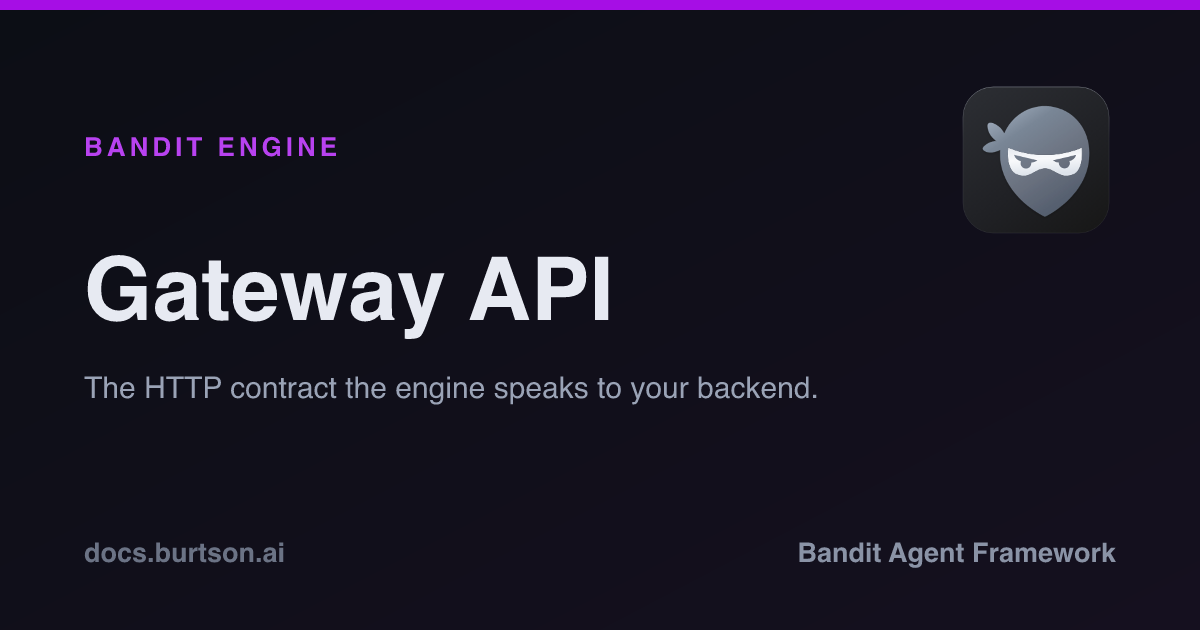 BANDIT ENGINE
Gateway API
The HTTP contract the engine speaks to your backend.
docs.burtson.ai
Bandit Agent Framework